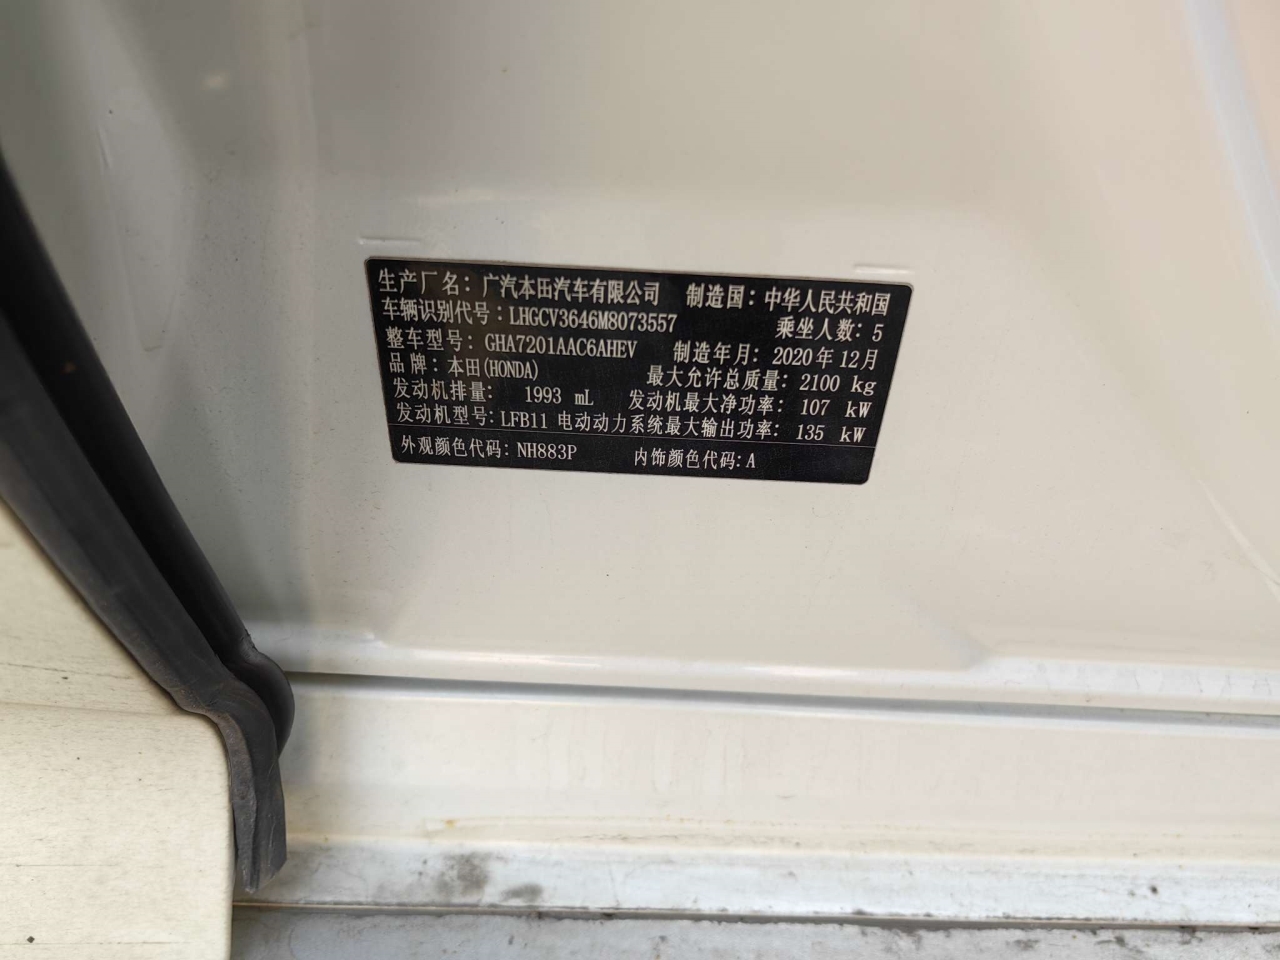 生产厂名：广汽本田汽车有限公司 制造国：中华人民共和国
车辆识别代号：LHGCV3646M8073557 乘坐人数：5
整车型号：GHA7201AAC6AHEV 制造年月：2020年12月
品牌：本田(HONDA) 最大允许总质量：2100 kg
发动机排量： 1993 mL 发动机最大净功率：107 kW
发动机型号：LFB11 电动动力系统最大输出功率：135 kW
外观颜色代码：NH883P 内饰颜色代码：A